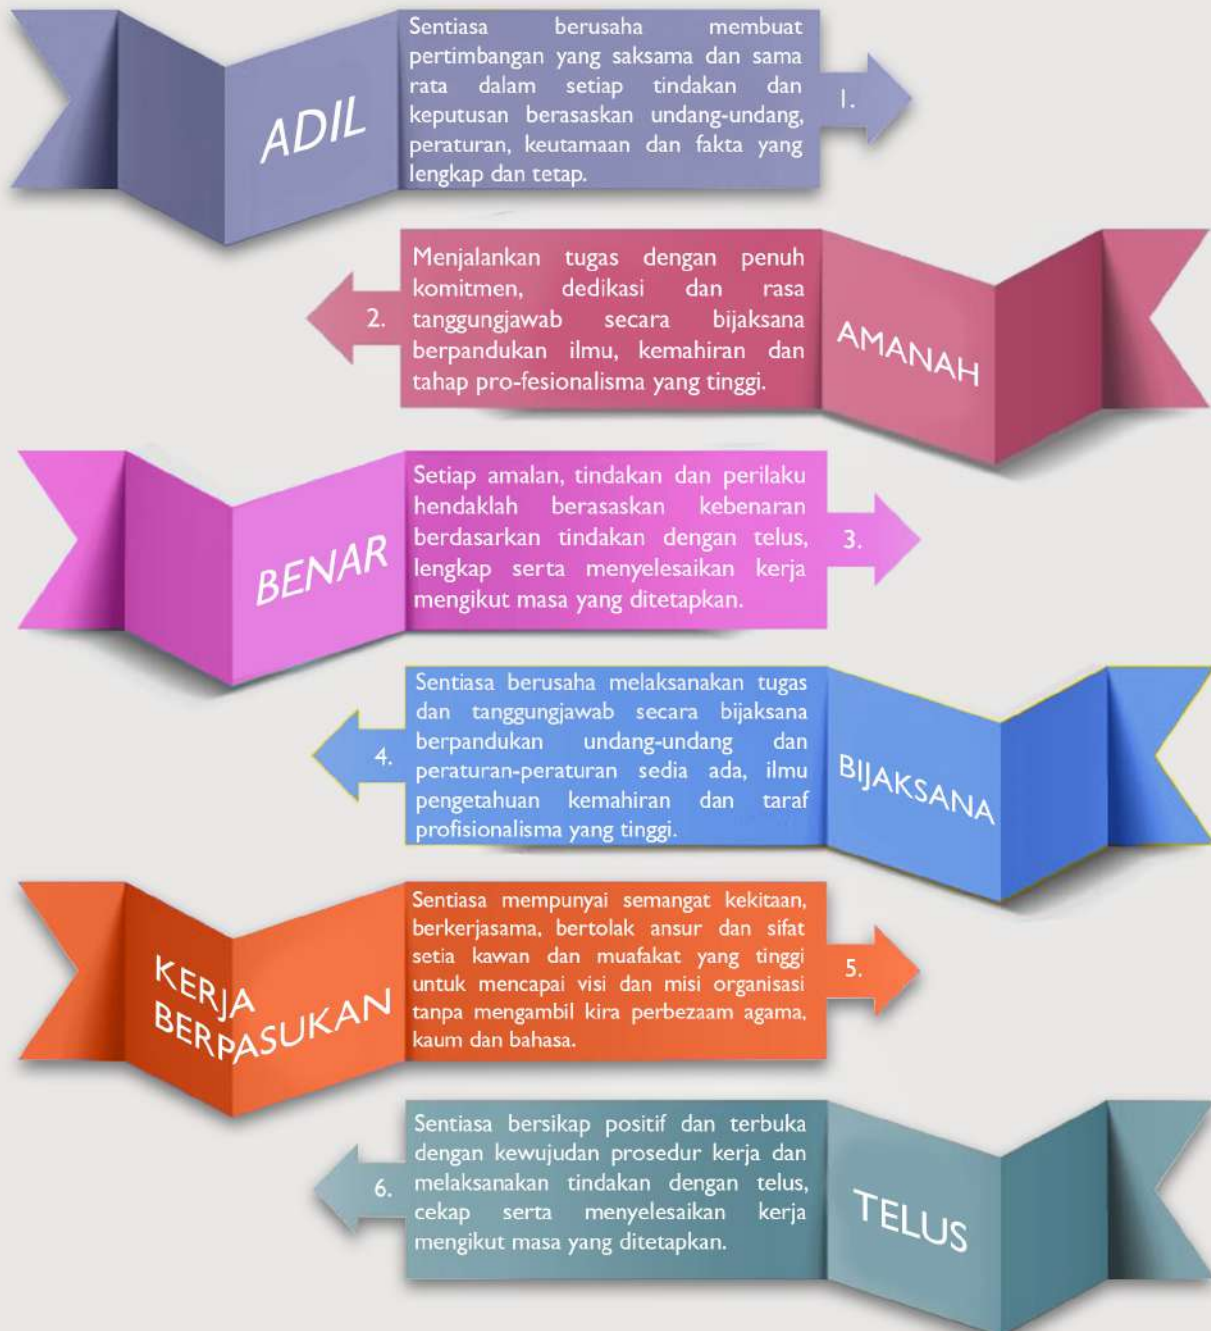 Sentiasa berusaha membuat
pertimbangan yang saksama dan sama
rata dalam setiap tindakan dan
keputusan berasaskan undang-undang,
peraturan, keutamaan dan fakta yang
lengkap dan tetap.
ADIL
1.
Menjalankan tugas dengan penuh
komitmen, dedikasi dan rasa
tanggungjawab secara bijaksana
berpandukan ilmu, kemahiran dan
tahap pro-fesionalisma yang tinggi.
2.
AMANAH
Setiap amalan, tindakan dan perilaku
hendaklah berasaskan kebenaran
berdasarkan tindakan dengan telus,
lengkap serta menyelesaikan kerja
mengikut masa yang ditetapkan.
BENAR
3.
Sentiasa berusaha melaksanakan tugas
dan tanggungjawab secara bijaksana
berpandukan undang-undang dan
peraturan-peraturan sedia ada, ilmu
pengetahuan kemahiran dan taraf
profisionalisma yang tinggi.
4.
BIJAKSANA
Sentiasa mempunyai semangat kekitaan,
berkerjasama, bertolak ansur dan sifat
setia kawan dan muafakat yang tinggi
untuk mencapai visi dan misi organisasi
tanpa mengambil kira perbezaam agama,
kaum dan bahasa.
KERJA
BERPASUKAN
5.
Sentiasa bersikap positif dan terbuka
dengan kewujudan prosedur kerja dan
melaksanakan tindakan dengan telus,
cekap serta menyelesaikan kerja
mengikut masa yang ditetapkan.
6.
TELUS